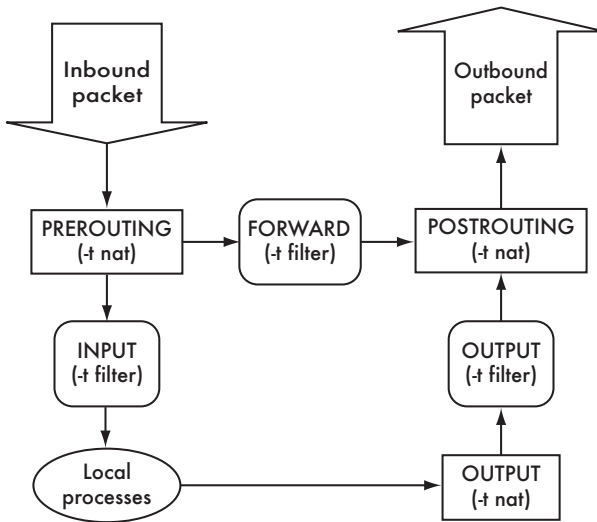 Inbound
packet
Outbound
packet
PREROUTING
(-t nat)
FORWARD
(-t filter)
POSTROUTING
(-t nat)
INPUT
(-t filter)
OUTPUT
(-t filter)
Local
processes
OUTPUT
(-t nat)